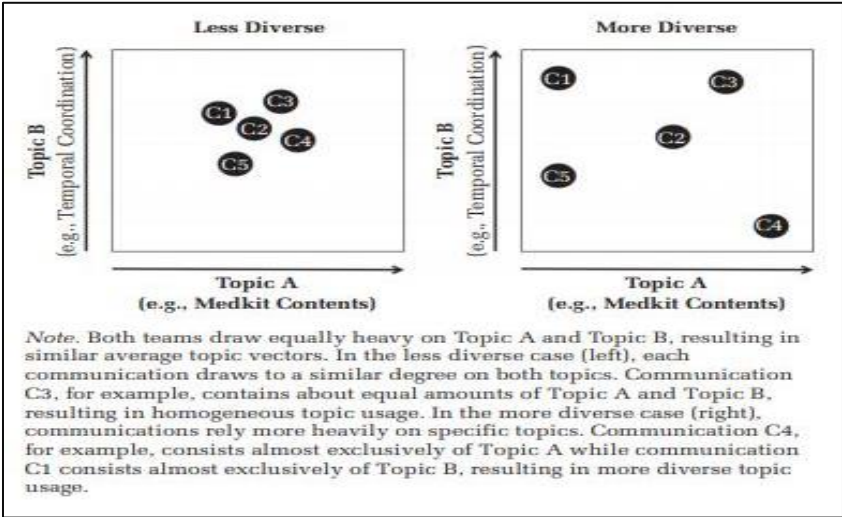 Less Diverse
More Diverse
Topic B
(e.g., Temporal Coordination)
C1
C3
C2
C4
C5
Topic A
(e.g., Medkit Contents)
Topic B
(e.g., Temporal Coordination)
C1
C3
C2
C5
C4
Topic A
(e.g., Medkit Contents)
Note. Both teams draw equally heavy on Topic A and Topic B, resulting in
similar average topic vectors. In the less diverse case (left), each
communication draws to a similar degree on both topics. Communication
C3, for example, contains about equal amounts of Topic A and Topic B,
resulting in homogeneous topic usage. In the more diverse case (right),
communications rely more heavily on specific topics. Communication C4,
for example, consists almost exclusively of Topic A while communication
C1 consists almost exclusively of Topic B, resulting in more diverse topic
usage.